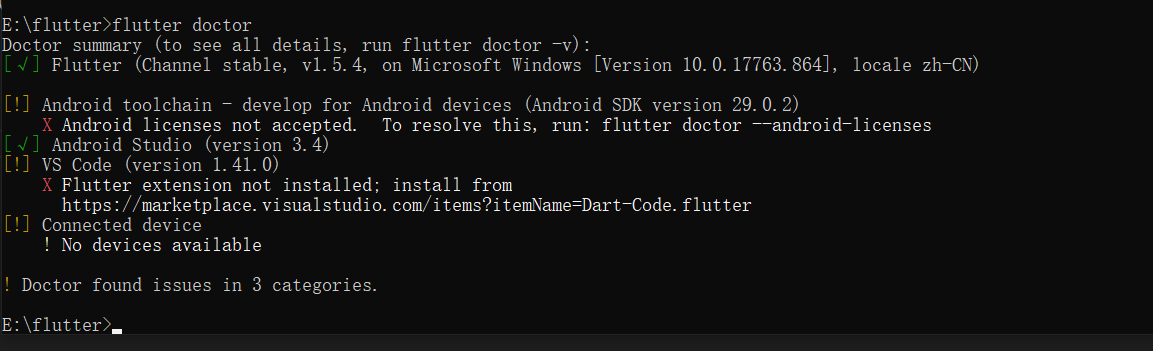 E:\flutter>flutter doctor
Doctor summary (to see all details, run flutter doctor -v):
[√] Flutter (Channel stable, v1.5.4, on Microsoft Windows [Version 10.0.17763.864], locale zh-CN)
[!] Android toolchain - develop for Android devices (Android SDK version 29.0.2)
X Android licenses not accepted.  To resolve this, run: flutter doctor --android-licenses
[√] Android Studio (version 3.4)
[!] VS Code (version 1.41.0)
X Flutter extension not installed; install from
https://marketplace.visualstudio.com/items?itemName=Dart-Code.flutter
[!] Connected device
! No devices available
! Doctor found issues in 3 categories.
E:\flutter>